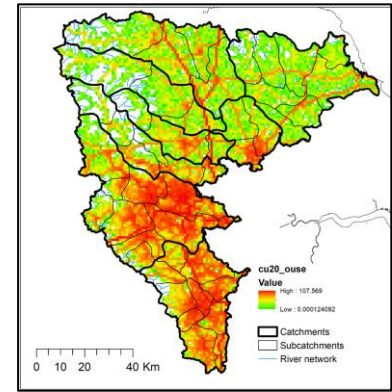 cu20_ouse
Value
High : 107.569
Low : 0.000124092
Catchments
Subcatchments
River network
0 10 20 40 Km